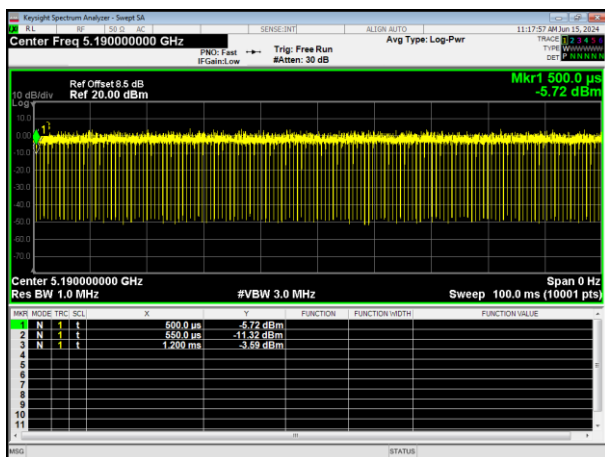 Keysight Spectrum Analyzer - Swept SA
RL RF 50 Ω AC SENSE:INT ALIGN AUTO 11:17:57 AM Jun 15, 2024
Center Freq 5.190000000 GHz Avg Type: Log-Pwr TRACE 1 2 3 4 5 6
PNO: Fast Trig: Free Run TYPE WWWWWW
IFGain:Low #Atten: 30 dB DET P N N N N N
Mkr1 500.0 µs
Ref Offset 8.5 dB
10 dB/div Ref 20.00 dBm -5.72 dBm
Log
10.0
1
0.00
-10.0
-20.0
-30.0
-40.0
-50.0
-60.0
-70.0
Center 5.190000000 GHz Span 0 Hz
Res BW 1.0 MHz #VBW 3.0 MHz Sweep 100.0 ms (10001 pts)
MKR MODE TRC SCL X Y FUNCTION FUNCTION WIDTH FUNCTION VALUE
1 N 1 t 500.0 µs -5.72 dBm
2 N 1 t 550.0 µs -11.32 dBm
3 N 1 t 1.200 ms -3.59 dBm
4
5
6
7
8
9
10
11
MSG STATUS